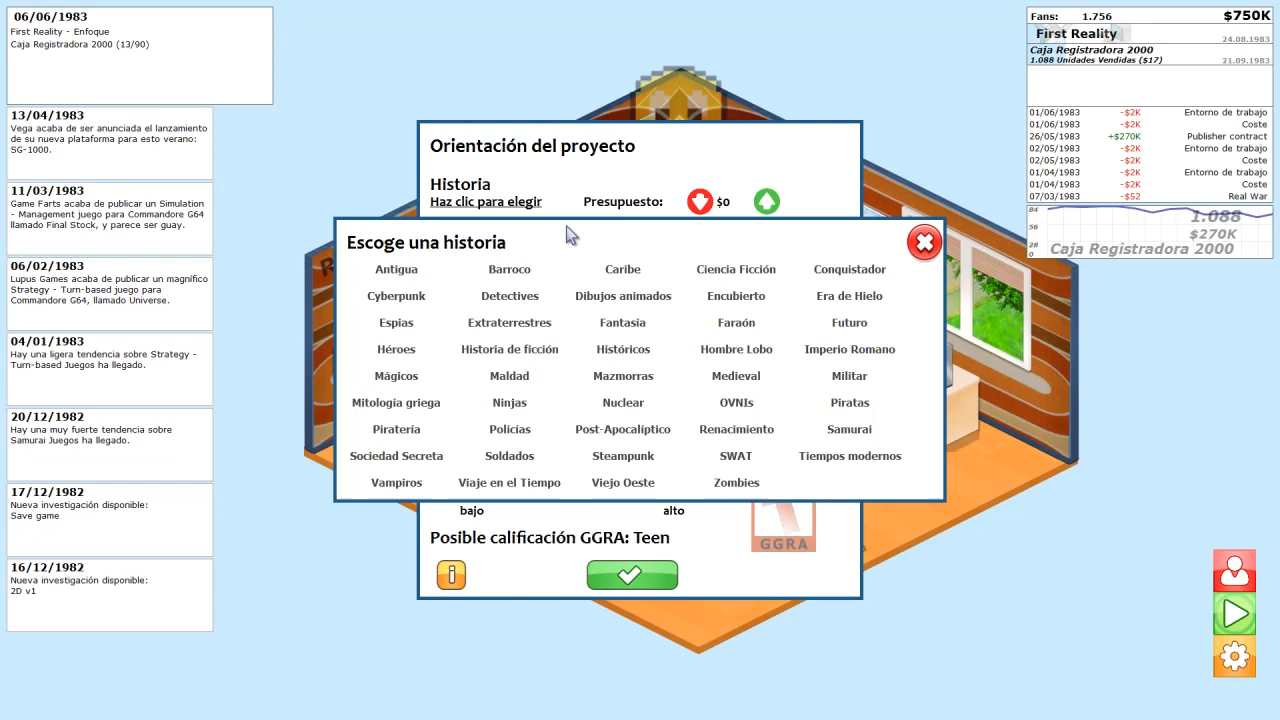 06/06/1983
First Reality - Enfoque
Caja Registradora 2000 (13/90)
13/04/1983
Vega acaba de ser anunciada el lanzamiento
de su nueva plataforma para esto verano:
SG-1000.
11/03/1983
Game Farts acaba de publicar un Simulation
- Management juego para Commandore G64
llamado Final Stock, y parece ser guay.
06/02/1983
Lupus Games acaba de publicar un magnífico
Strategy - Turn-based juego para
Commandore G64, llamado Universe.
04/01/1983
Hay una ligera tendencia sobre Strategy -
Turn-based Juegos ha llegado.
20/12/1982
Hay una muy fuerte tendencia sobre
Samurai Juegos ha llegado.
17/12/1982
Nueva investigación disponible:
Save game
16/12/1982
Nueva investigación disponible:
2D v1
Orientación del proyecto
Historia
Haz clic para elegir Presupuesto: $0
Escoge una historia
Antigua Barroco Caribe Ciencia Ficción Conquistador
Cyberpunk Detectives Dibujos animados Encubierto Era de Hielo
Espias Extraterrestres Fantasía Faraón Futuro
Héroes Historia de ficción Históricos Hombre Lobo Imperio Romano
Mágicos Maldad Mazmorras Medieval Militar
Mitología griega Ninjas Nuclear OVNIs Piratas
Piratería Policías Post-Apocalíptico Renacimiento Samurai
Sociedad Secreta Soldados Steampunk SWAT Tiempos modernos
Vampiros Viaje en el Tiempo Viejo Oeste Zombies
bajo alto
Posible calificación GGRA: Teen
GGRA
Fans: 1.756 $750K
First Reality 24.08.1983
Caja Registradora 2000
1.088 Unidades Vendidas ($17) 21.09.1983
01/06/1983 -$2K Entorno de trabajo
01/06/1983 -$2K Coste
26/05/1983 +$270K Publisher contract
02/05/1983 -$2K Entorno de trabajo
02/05/1983 -$2K Coste
01/04/1983 -$2K Entorno de trabajo
01/04/1983 -$2K Coste
07/03/1983 -$52 Real War
84
56
28
0
1.088
$270K
Caja Registradora 2000